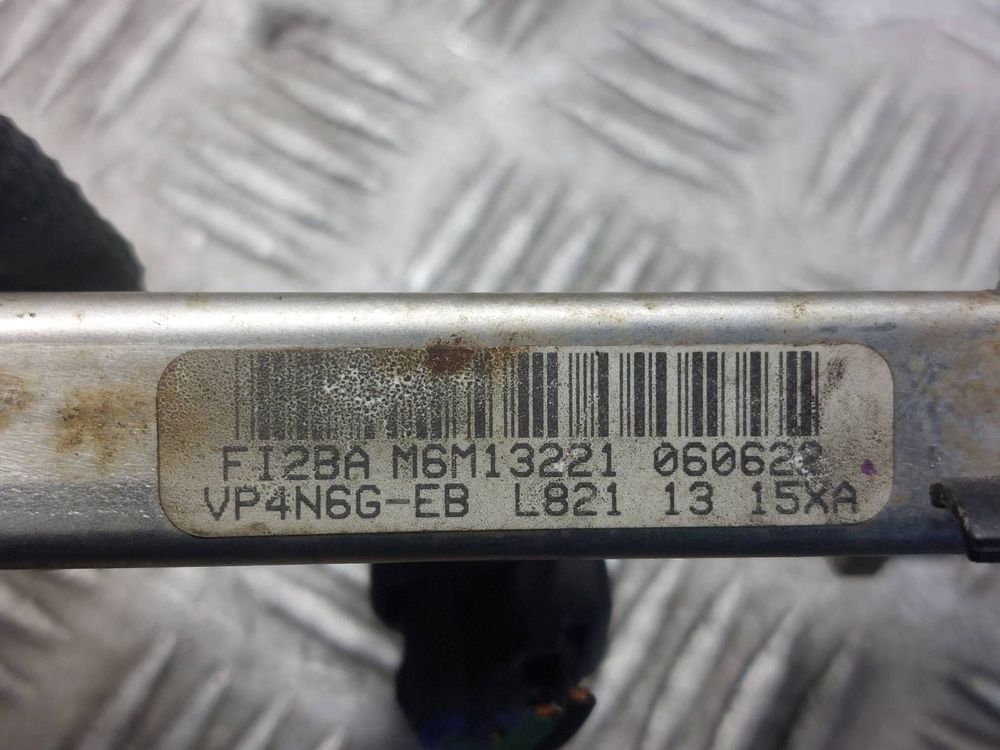 FI2BA M6M13221 060622
VP4N6G-EB L821 13 15XA